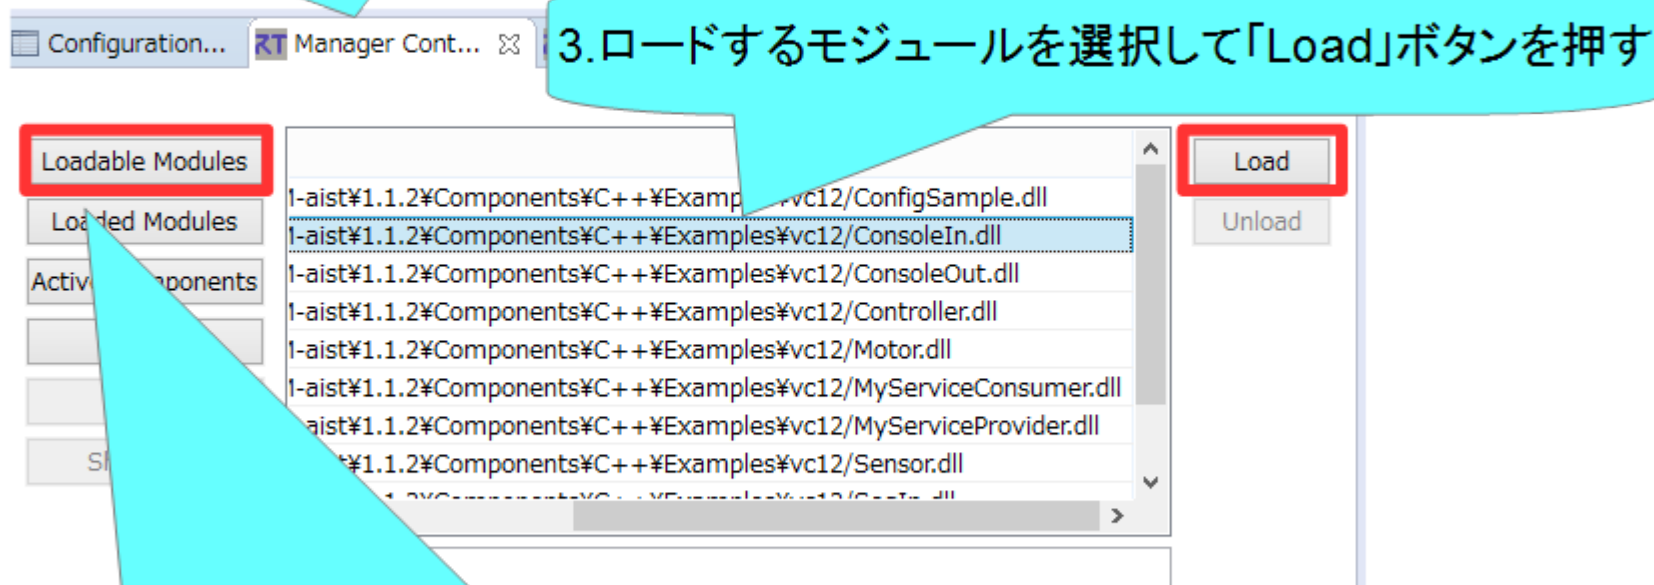 Configuration...
RT Manager Cont...
3.ロードするモジュールを選択して「Load」ボタンを押す
Loadable Modules
Load
1-aist¥1.1.2¥Components¥C++¥Examp vc12/ConfigSample.dll
Loaded Modules
Unload
1-aist¥1.1.2¥Components¥C++¥Examples¥vc12/ConsoleIn.dll
Active ponents
1-aist¥1.1.2¥Components¥C++¥Examples¥vc12/ConsoleOut.dll
1-aist¥1.1.2¥Components¥C++¥Examples¥vc12/Controller.dll
1-aist¥1.1.2¥Components¥C++¥Examples¥vc12/Motor.dll
1-aist¥1.1.2¥Components¥C++¥Examples¥vc12/MyServiceConsumer.dll
-aist¥1.1.2¥Components¥C++¥Examples¥vc12/MyServiceProvider.dll
¥1.1.2¥Components¥C++¥Examples¥vc12/Sensor.dll